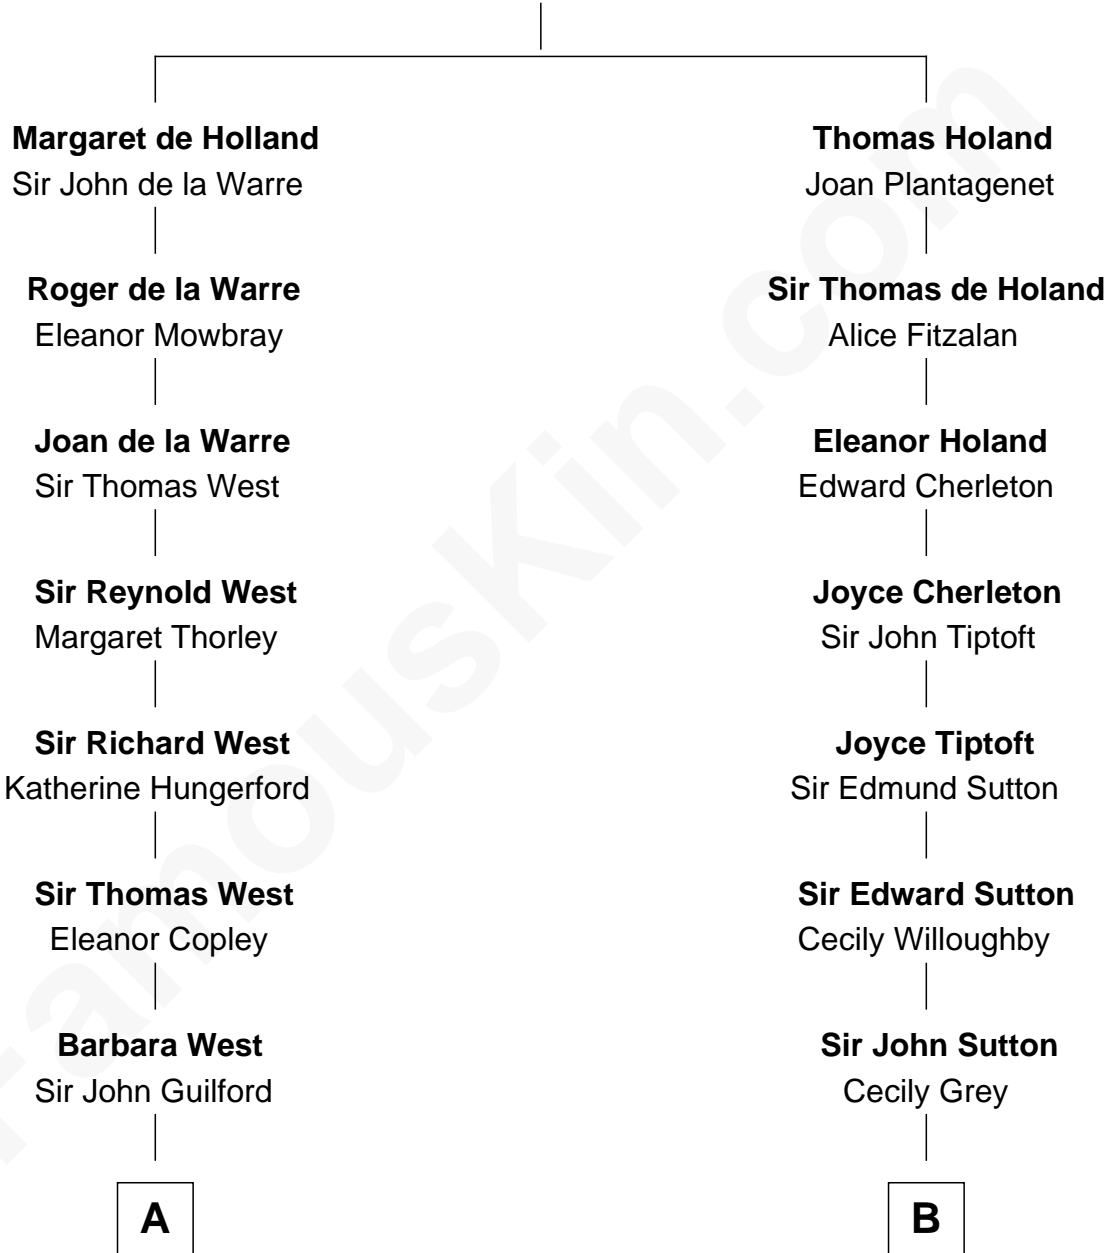 Margaret de Holland
Sir John de la Warre
Thomas Holand
Joan Plantagenet
Roger de la Warre
Eleanor Mowbray
Sir Thomas de Holand
Alice Fitzalan
Joan de la Warre
Sir Thomas West
Eleanor Holand
Edward Cherleton
Sir Reynold West
Margaret Thorley
Joyce Cherleton
Sir John Tiptoft
Sir Richard West
Katherine Hungerford
Joyce Tiptoft
Sir Edmund Sutton
Sir Thomas West
Eleanor Copley
Sir Edward Sutton
Cecily Willoughby
Barbara West
Sir John Guilford
Sir John Sutton
Cecily Grey
A
B
FamousKin.com